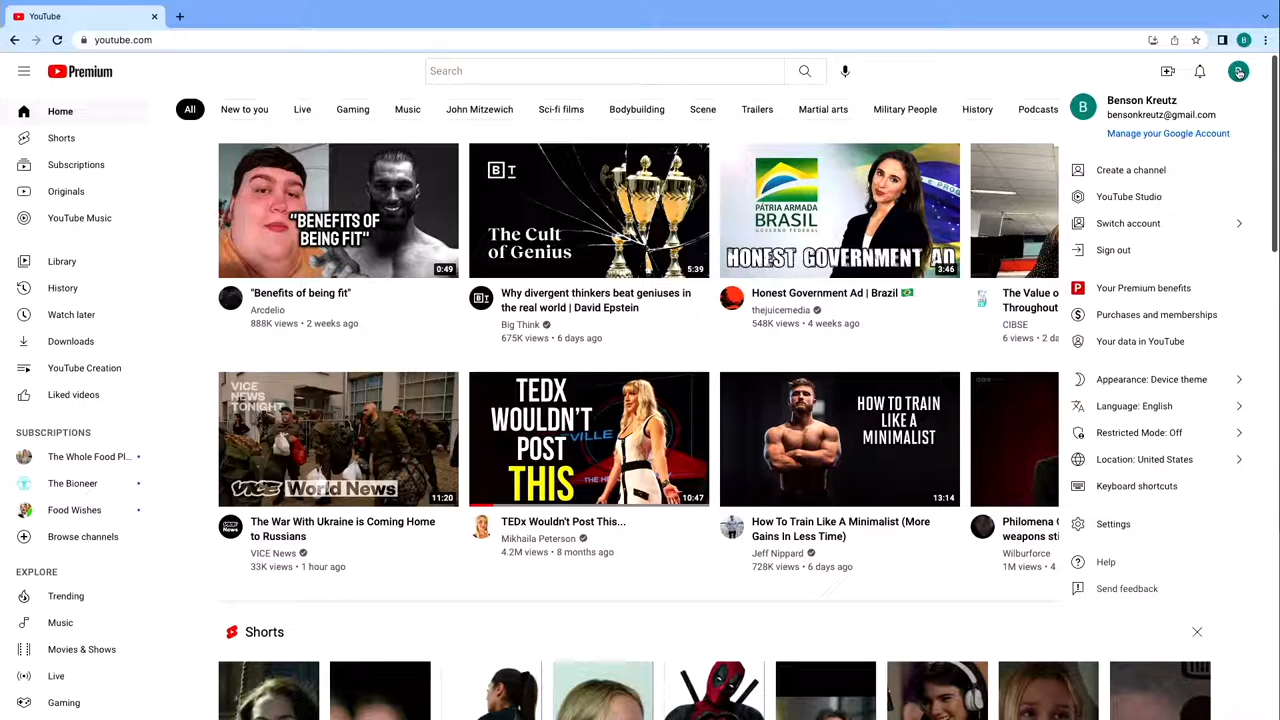 YouTube
youtube.com
B
Premium
Search
Home
Shorts
Subscriptions
Originals
YouTube Music
Library
History
Watch later
Downloads
YouTube Creation
Liked videos
SUBSCRIPTIONS
The Whole Food Pl...
The Bioneer
Food Wishes
Browse channels
EXPLORE
Trending
Music
Movies & Shows
Live
Gaming
All
New to you
Live
Gaming
Music
John Mitzewich
Sci-fi films
Bodybuilding
Scene
Trailers
Martial arts
Military People
History
Podcasts
"BENEFITS OF
BEING FIT"
0:49
"Benefits of being fit"
Arcdelio
888K views • 2 weeks ago
BT
The Cult
of Genius
5:39
BT
Why divergent thinkers beat geniuses in
the real world | David Epstein
Big Think
675K views • 6 days ago
PÁTRIA ARMADA
BRASIL
GOVERNO FEDERAL
HONEST GOVERNMENT AD
3:46
Honest Government Ad | Brazil
thejuicemedia
548K views • 4 weeks ago
The Value o
Throughout
CIBSE
6 views • 2 da
VICE
NEWS
TONIGHT
VICE World News
11:20
The War With Ukraine is Coming Home
to Russians
VICE News
33K views • 1 hour ago
TEDX
WOULDN'T
POST
THIS
VILLE
10:47
TEDx Wouldn't Post This...
Mikhaila Peterson
4.2M views • 8 months ago
HOW TO TRAIN
LIKE A
MINIMALIST
13:14
How To Train Like A Minimalist (More
Gains In Less Time)
Jeff Nippard
728K views • 6 days ago
Philomena C
weapons sti
Wilburforce
1M views • 4
Shorts
B
Benson Kreutz
bensonkreutz@gmail.com
Manage your Google Account
Create a channel
YouTube Studio
Switch account
Sign out
Your Premium benefits
Purchases and memberships
Your data in YouTube
Appearance: Device theme
Language: English
Restricted Mode: Off
Location: United States
Keyboard shortcuts
Settings
Help
Send feedback